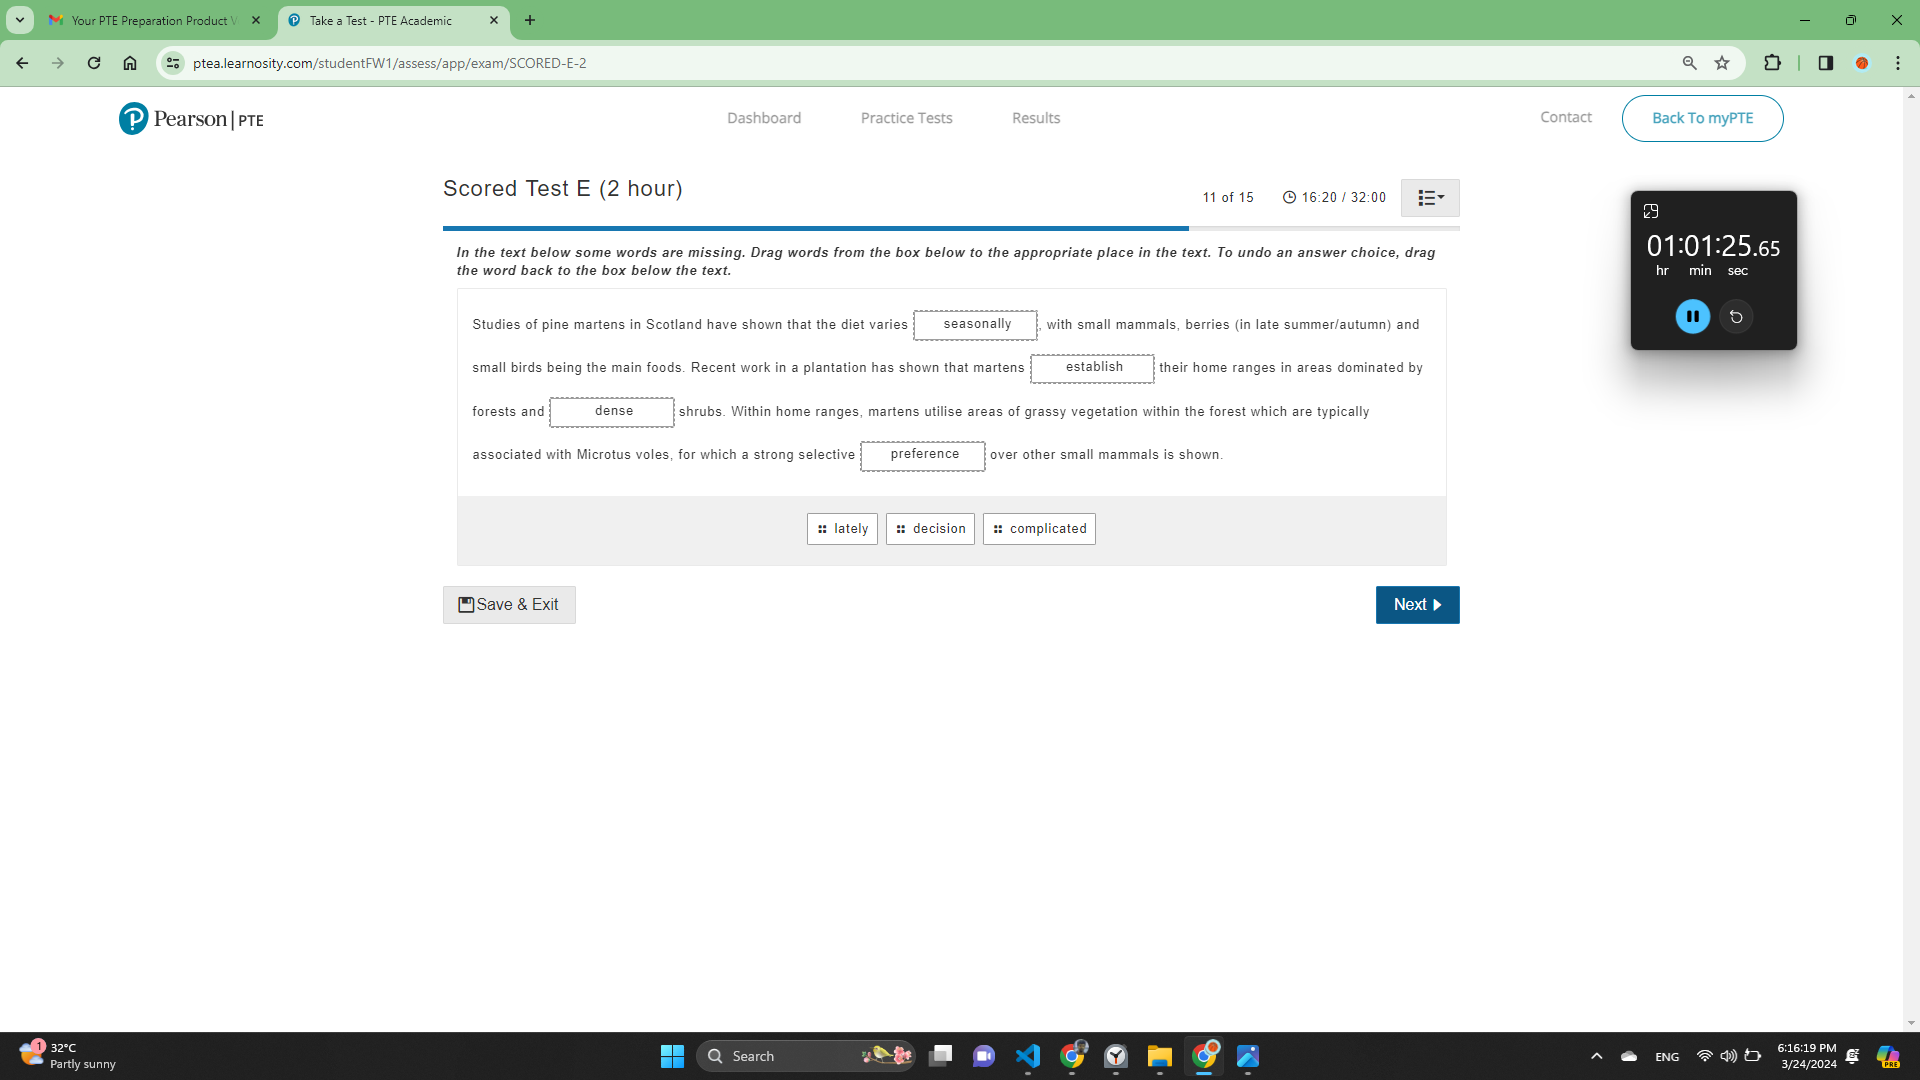 Your PTE Preparation Product V
Take a Test - PTE Academic
ptea.learnosity.com/studentFW1/assess/app/exam/SCORED-E-2
Pearson | PTE
Dashboard
Practice Tests
Results
Contact
Back To myPTE
Scored Test E (2 hour)
11 of 15
16:20 / 32:00
01:01:25.65
hr min sec
In the text below some words are missing. Drag words from the box below to the appropriate place in the text. To undo an answer choice, drag
the word back to the box below the text.
Studies of pine martens in Scotland have shown that the diet varies seasonally , with small mammals, berries (in late summer/autumn) and
small birds being the main foods. Recent work in a plantation has shown that martens establish their home ranges in areas dominated by
forests and dense shrubs. Within home ranges, martens utilise areas of grassy vegetation within the forest which are typically
associated with Microtus voles, for which a strong selective preference over other small mammals is shown.
lately decision complicated
Save & Exit
Next
1
32°C
Partly sunny
Search
ENG
6:16:19 PM
3/24/2024
PRE